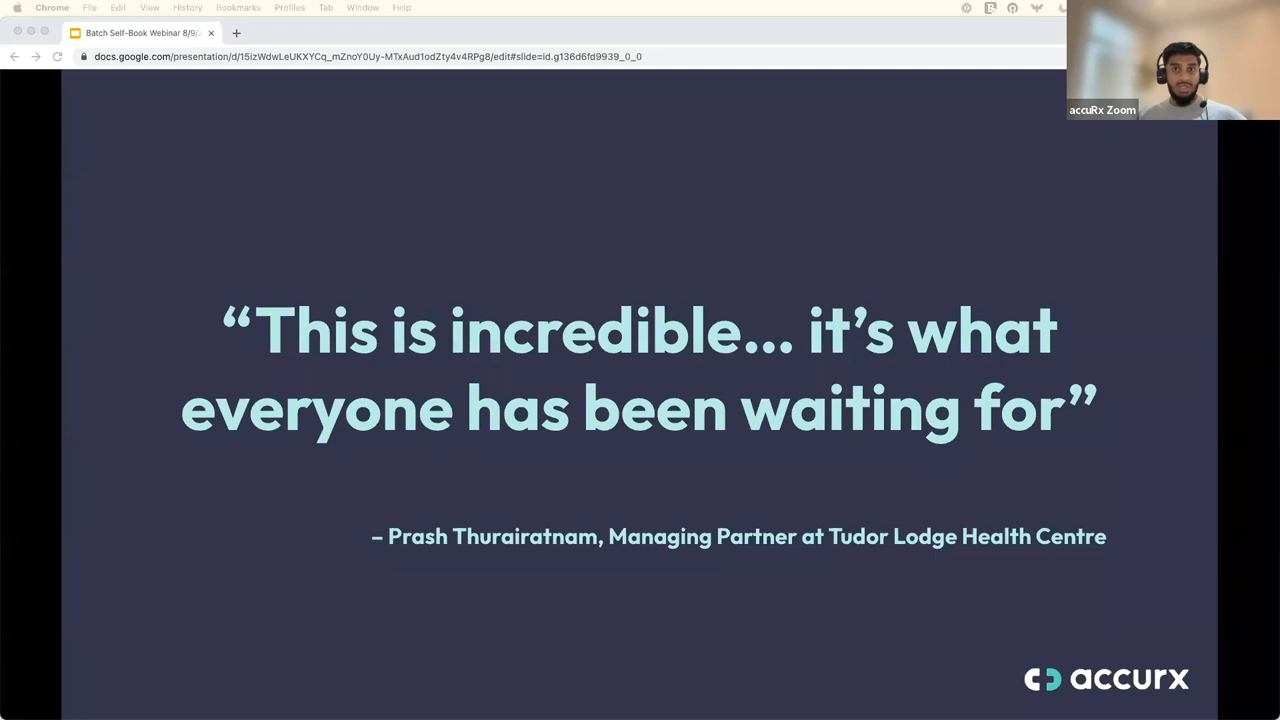 Chrome File Edit View History Bookmarks Profiles Tab Window Help
Batch Self-Book Webinar 8/9/
docs.google.com/presentation/d/15izWdwLeUKXYCq_mZnoY0Uy-MTxAud1odZty4v4RPg8/edit#slide=id.g136d6fd9939_0_0
accuRx Zoom
“This is incredible... it’s what
everyone has been waiting for”
– Prash Thurairatnam, Managing Partner at Tudor Lodge Health Centre
accurx